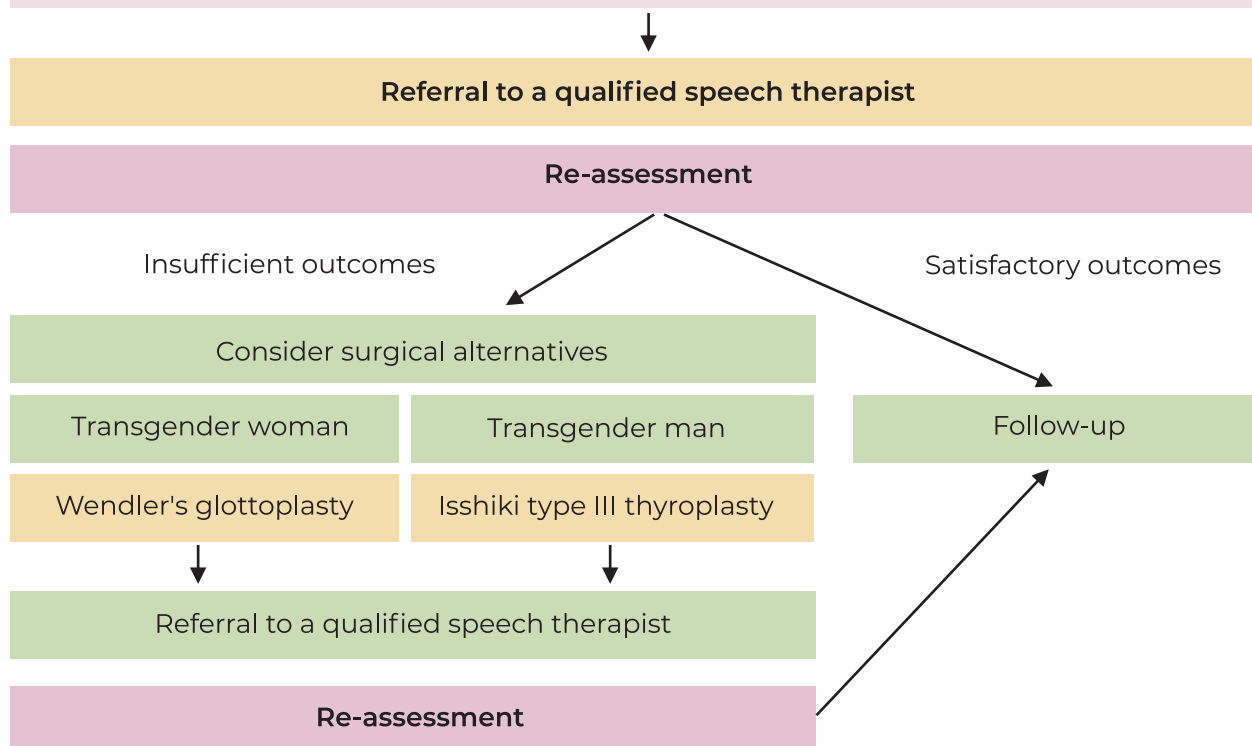 Referral to a qualified speech therapist
Re-assessment
Insufficient outcomes
Satisfactory outcomes
Consider surgical alternatives
Transgender woman
Transgender man
Follow-up
Wendler's glottoplasty
Isshiki type III thyroplasty
Referral to a qualified speech therapist
Re-assessment